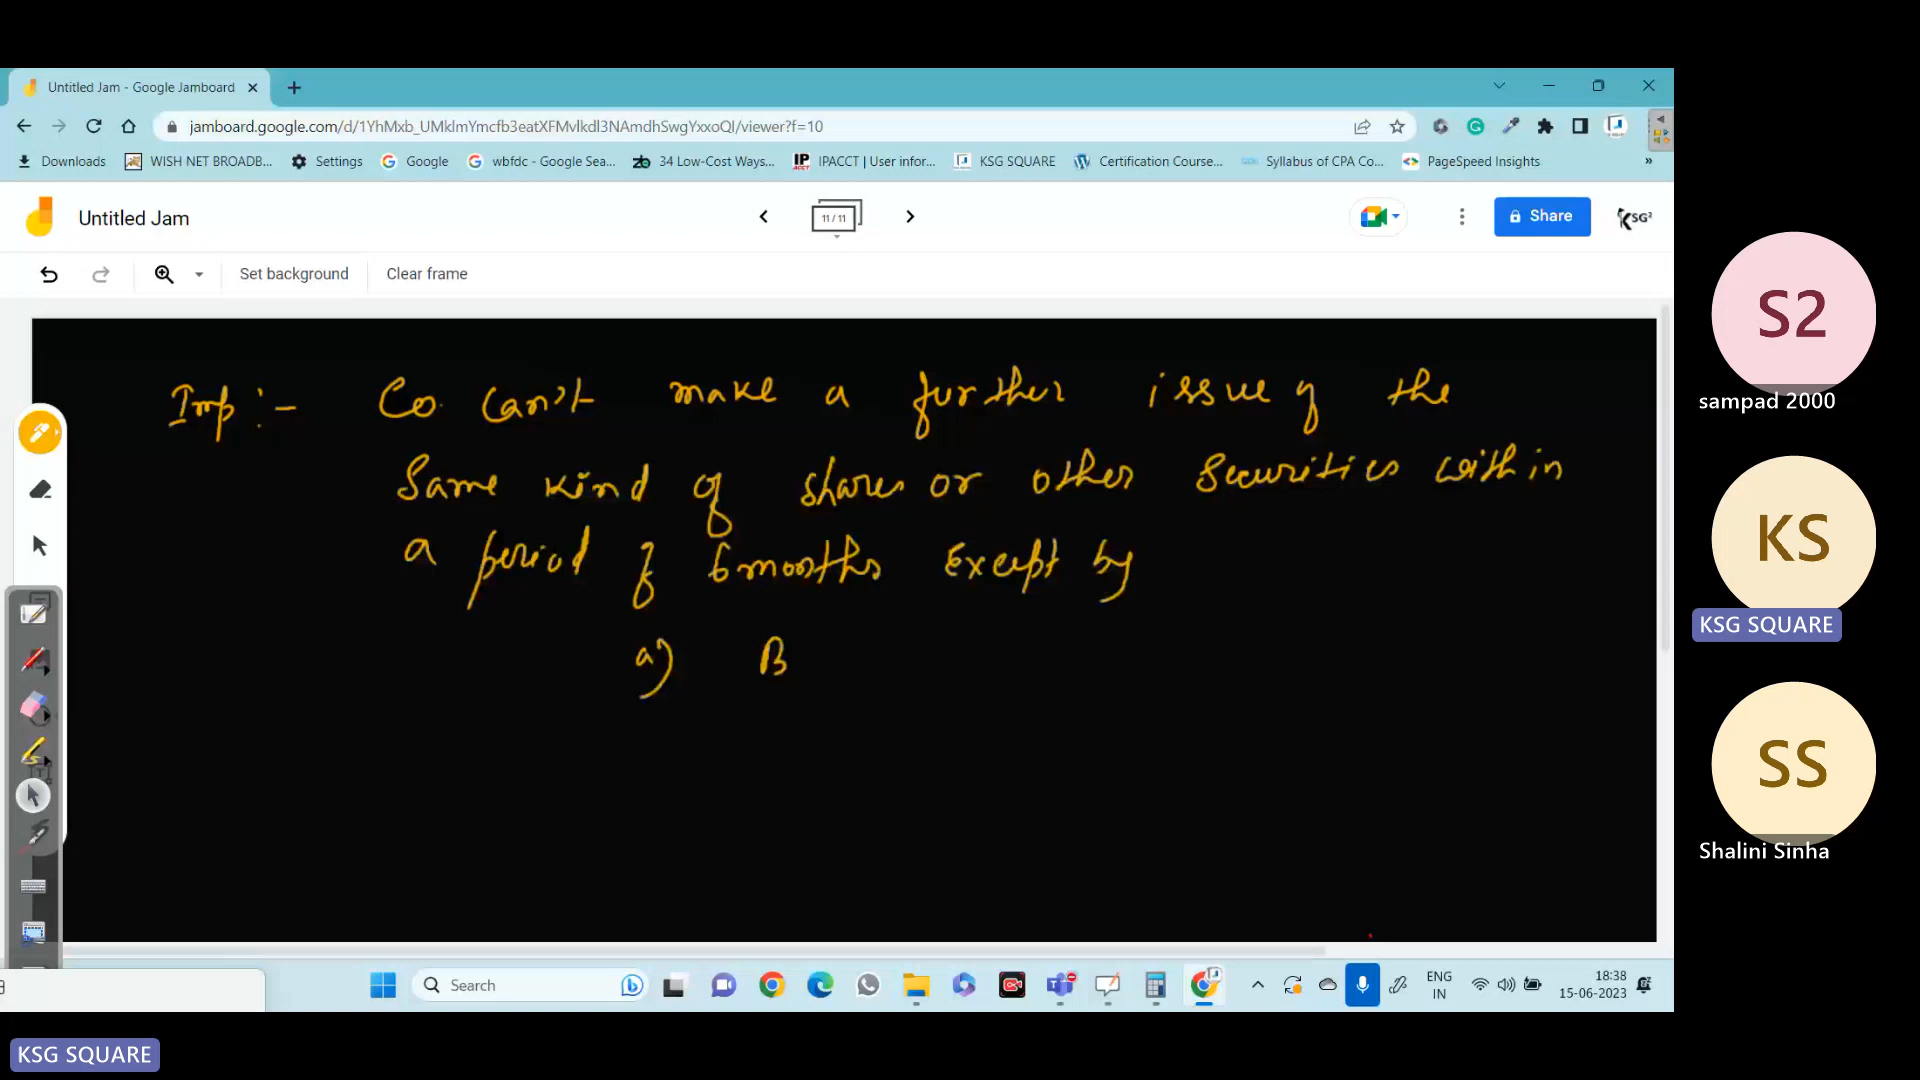 Untitled Jam - Google Jamboard
jamboard.google.com/d/1YhMxb_UMklmYmcfb3eatXFMvlkdl3NAmdhSwgYxxoQI/viewer?f=10
Downloads WISH NET BROADB... Settings Google wbfdc - Google Sea... 34 Low-Cost Ways... IPACCT | User infor... KSG SQUARE Certification Course... Syllabus of CPA Co... PageSpeed Insights »
Untitled Jam 11 / 11 Share KSG²
Set background Clear frame
Imp :- Co. can't make a further issue of the
Same kind of shares or other Securities within
a period of 6 months Except by
a) B
S2
sampad 2000
KS
KSG SQUARE
SS
Shalini Sinha
Search ENG IN 18:38 15-06-2023
KSG SQUARE